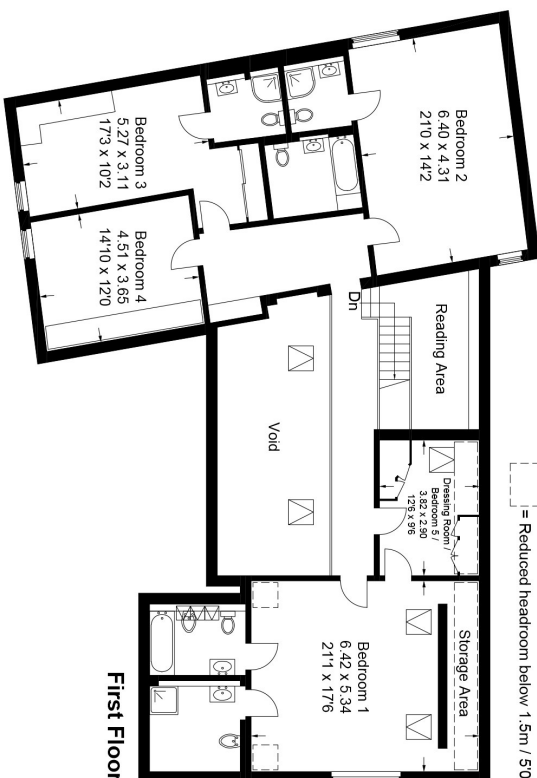 = Reduced headroom below 1.5m / 5'0
Bedroom 2
6.40 x 4.31
21'0 x 14'2
Bedroom 3
5.27 x 3.11
17'3 x 10'2
Bedroom 4
4.51 x 3.65
14'10 x 12'0
Dn
Reading Area
Void
Dressing Room /
Bedroom 5 /
3.82 x 2.90
12'6 x 9'6
Storage Area
Bedroom 1
6.42 x 5.34
21'1 x 17'6
First Floor